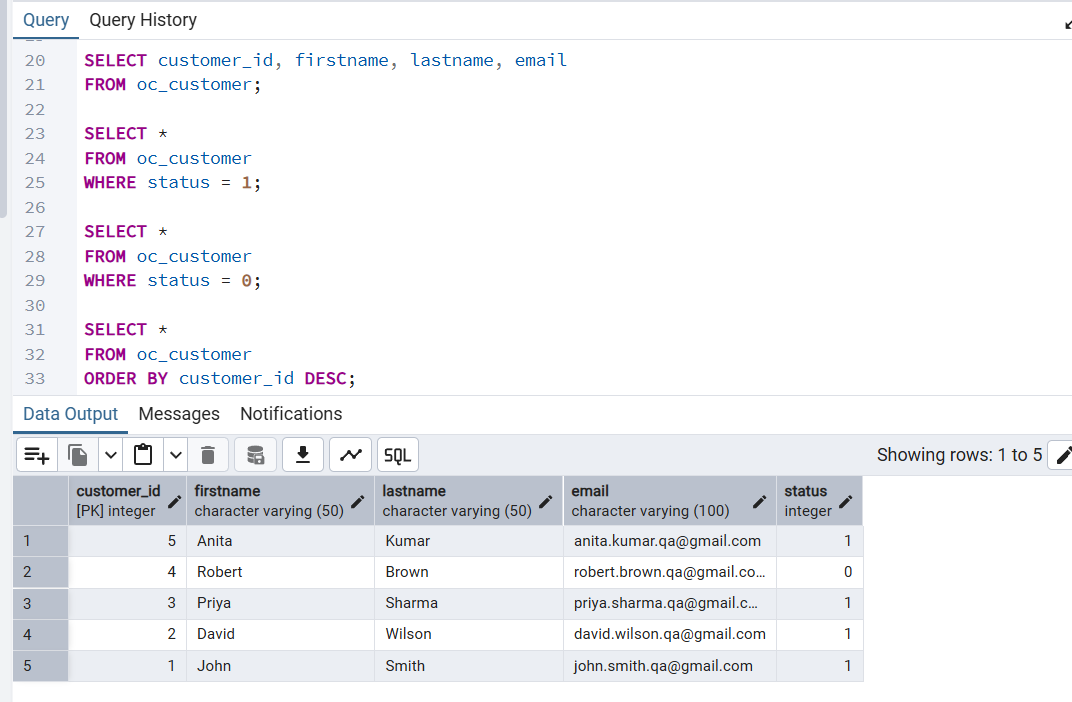 Query Query History
20 SELECT customer_id, firstname, lastname, email
21 FROM oc_customer;
22
23 SELECT *
24 FROM oc_customer
25 WHERE status = 1;
26
27 SELECT *
28 FROM oc_customer
29 WHERE status = 0;
30
31 SELECT *
32 FROM oc_customer
33 ORDER BY customer_id DESC;
Data Output Messages Notifications
SQL Showing rows: 1 to 5
customer_id firstname lastname email status
[PK] integer character varying (50) character varying (50) character varying (100) integer
1 5 Anita Kumar anita.kumar.qa@gmail.com 1
2 4 Robert Brown robert.brown.qa@gmail.co… 0
3 3 Priya Sharma priya.sharma.qa@gmail.c… 1
4 2 David Wilson david.wilson.qa@gmail.com 1
5 1 John Smith john.smith.qa@gmail.com 1